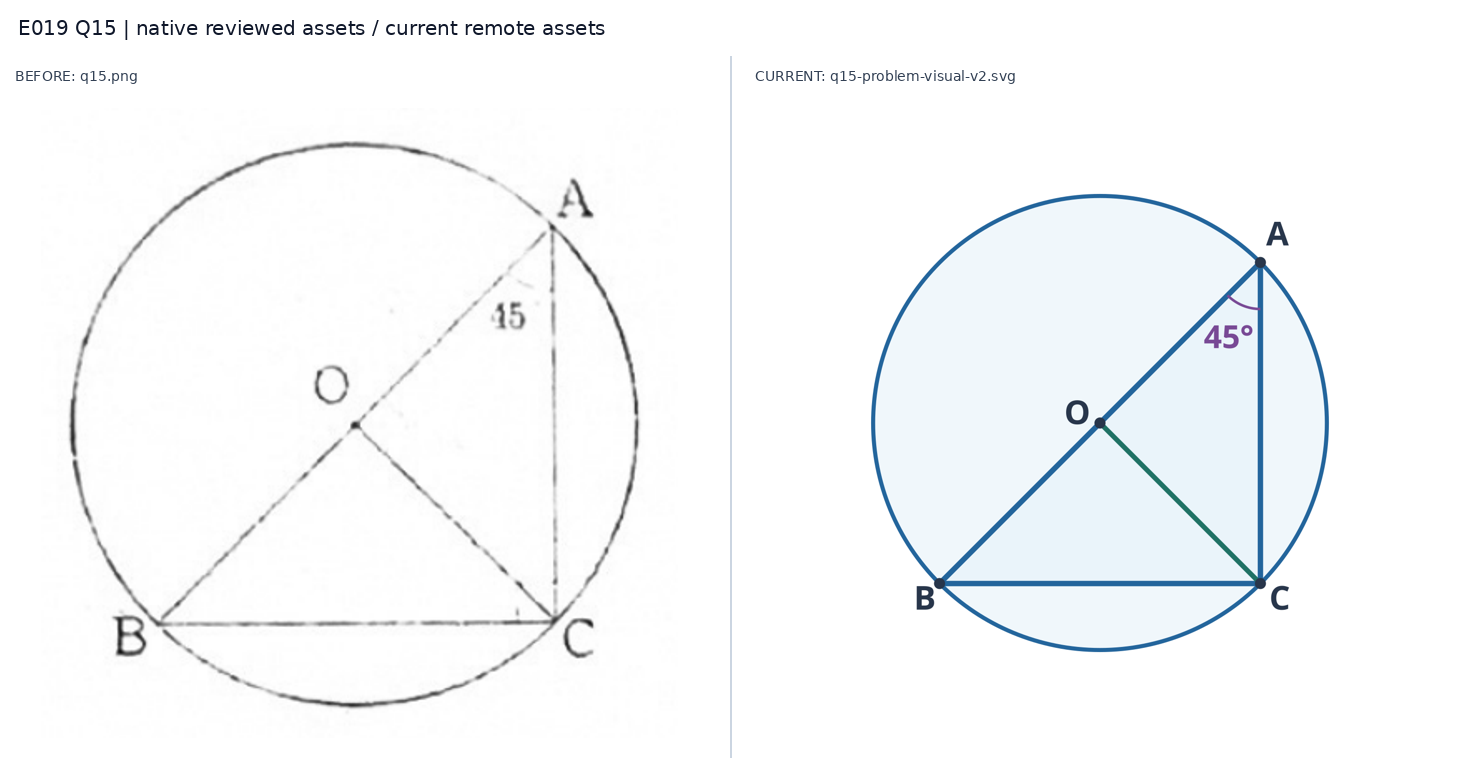 E019 Q15 | native reviewed assets / current remote assets
BEFORE: q15.png
CURRENT: q15-problem-visual-v2.svg
A
45
O
B
C
A
45°
O
B
C